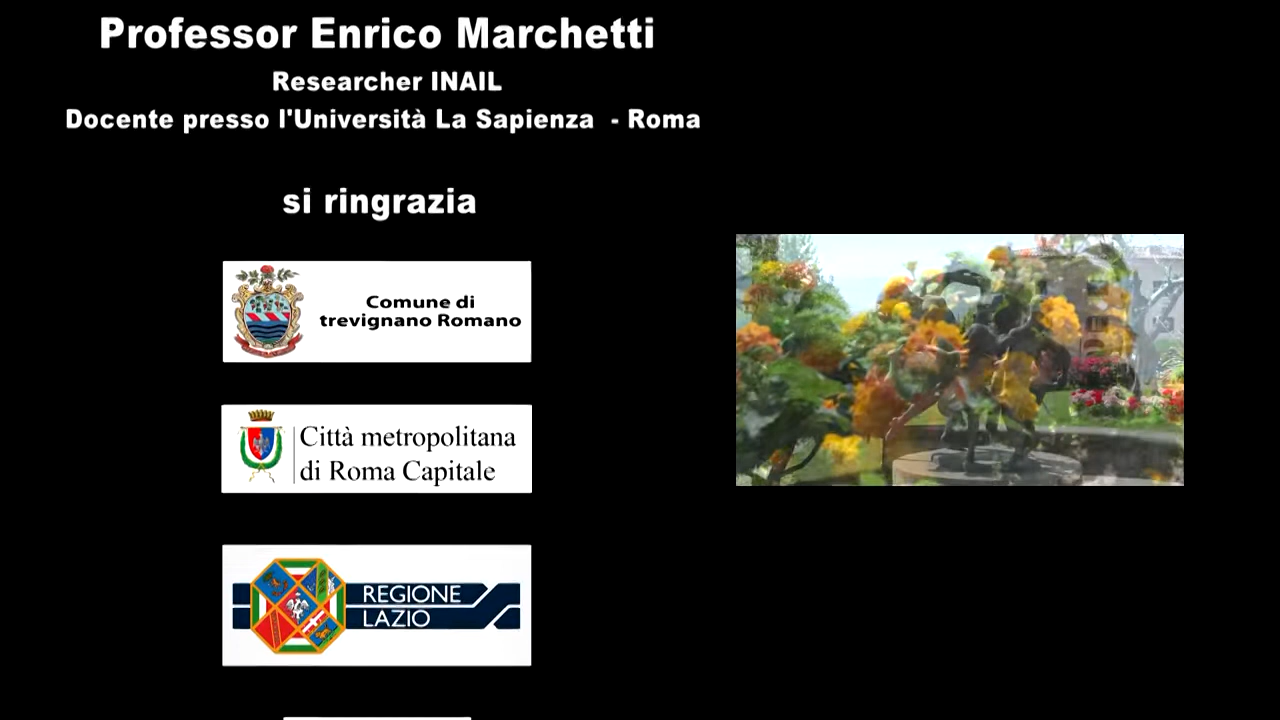 Professor Enrico Marchetti
Researcher INAIL
Docente presso l'Università La Sapienza - Roma
si ringrazia
Comune di
trevignano Romano
Città metropolitana
di Roma Capitale
REGIONE
LAZIO